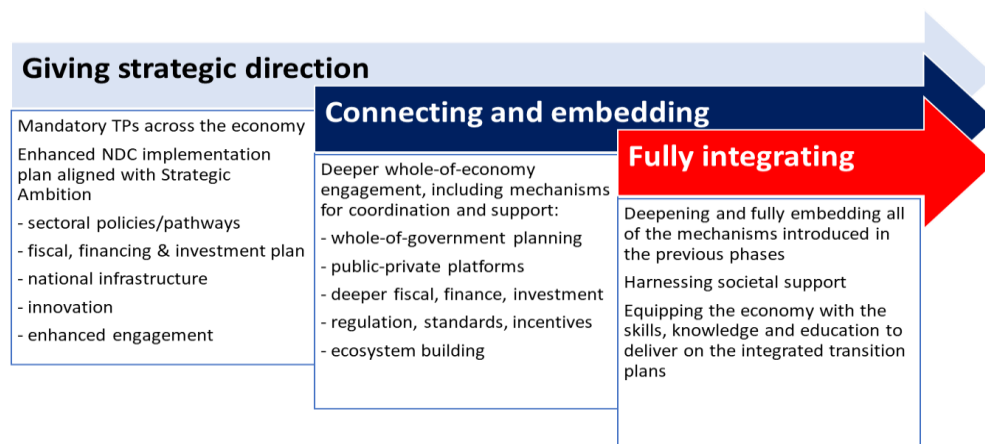 Giving strategic direction
Mandatory TPs across the economy
Enhanced NDC implementation
plan aligned with Strategic
Ambition
- sectoral policies/pathways
- fiscal, financing & investment plan
- national infrastructure
- innovation
- enhanced engagement
Connecting and embedding
Deeper whole-of-economy
engagement, including mechanisms
for coordination and support:
- whole-of-government planning
- public-private platforms
- deeper fiscal, finance, investment
- regulation, standards, incentives
- ecosystem building
Fully integrating
Deepening and fully embedding all
of the mechanisms introduced in
the previous phases
Harnessing societal support
Equipping the economy with the
skills, knowledge and education to
deliver on the integrated transition
plans